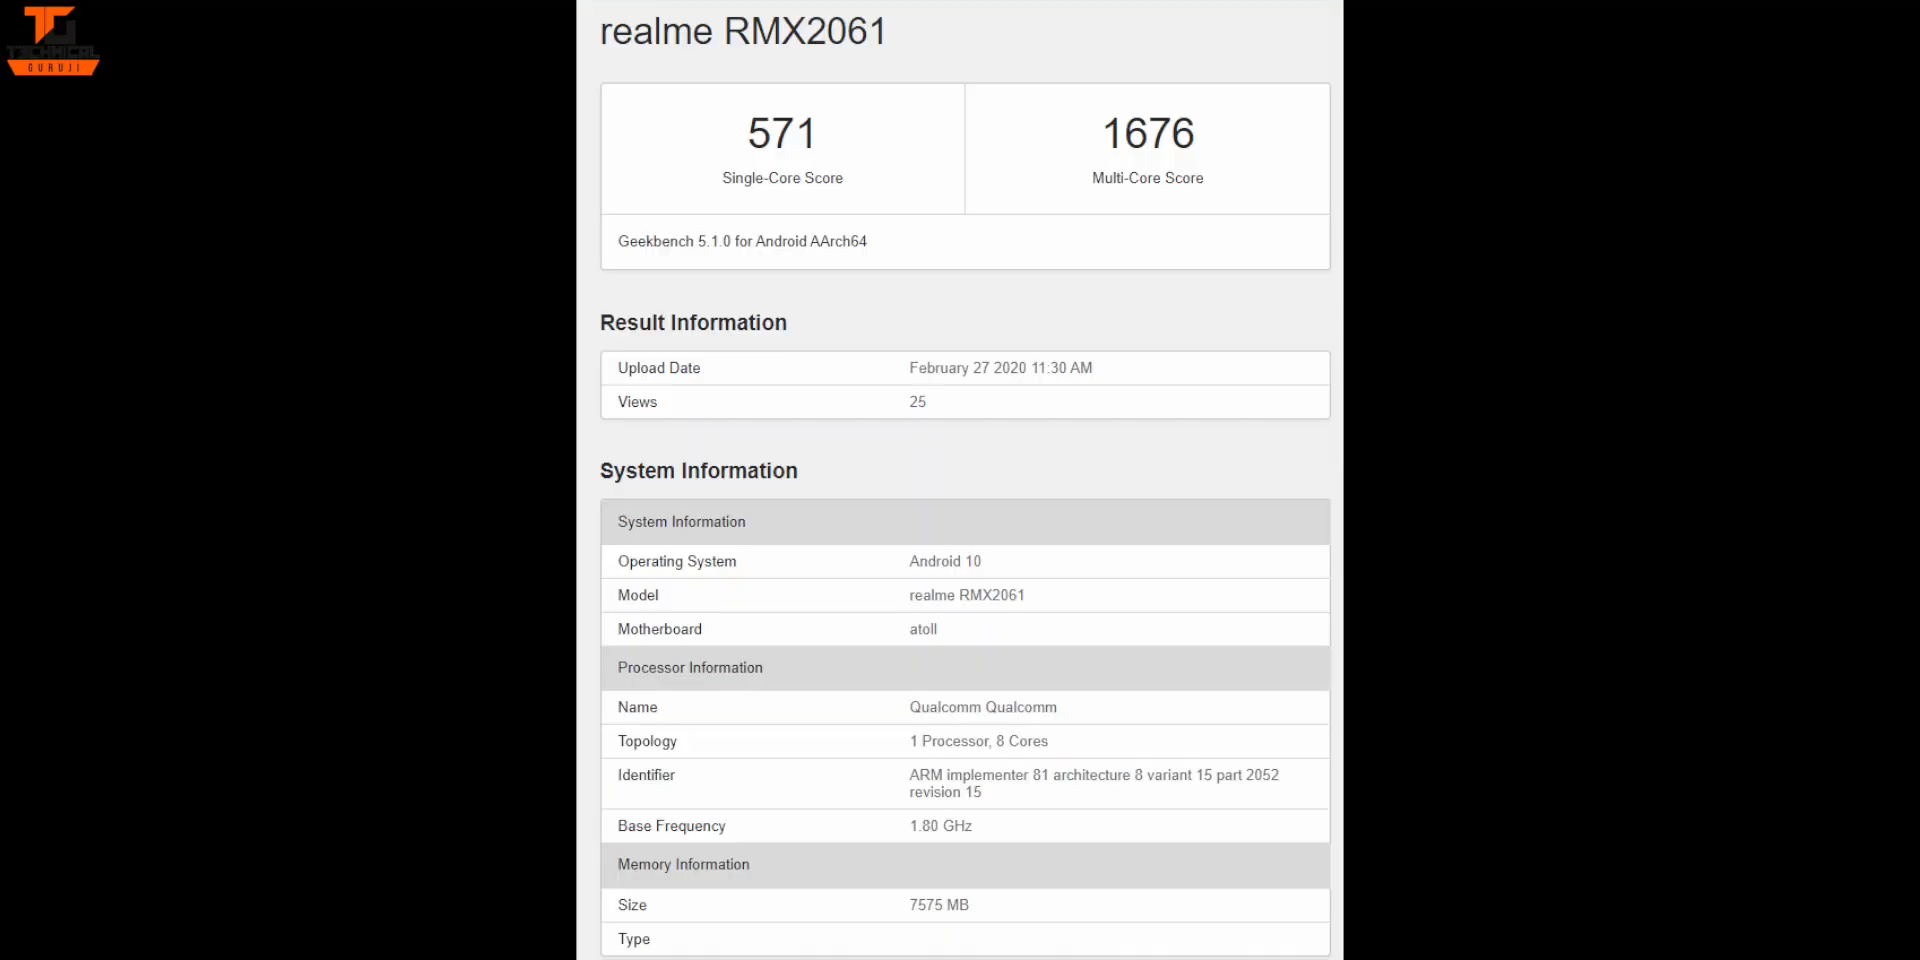 TECHNICAL
GURUJI
realme RMX2061
571
Single-Core Score
1676
Multi-Core Score
Geekbench 5.1.0 for Android AArch64
Result Information
Upload Date February 27 2020 11:30 AM
Views 25
System Information
System Information
Operating System Android 10
Model realme RMX2061
Motherboard atoll
Processor Information
Name Qualcomm Qualcomm
Topology 1 Processor, 8 Cores
Identifier ARM implementer 81 architecture 8 variant 15 part 2052
revision 15
Base Frequency 1.80 GHz
Memory Information
Size 7575 MB
Type